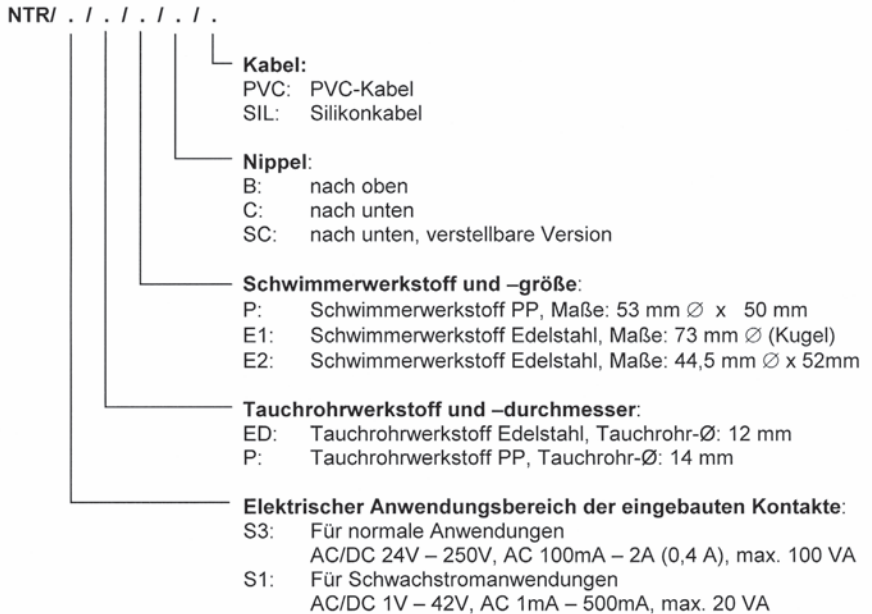 NTR/ . / . / . / . / .
Kabel:
PVC: PVC-Kabel
SIL: Silikonkabel
Nippel:
B: nach oben
C: nach unten
SC: nach unten, verstellbare Version
Schwimmerwerkstoff und –größe:
P: Schwimmerwerkstoff PP, Maße: 53 mm ∅ x 50 mm
E1: Schwimmerwerkstoff Edelstahl, Maße: 73 mm ∅ (Kugel)
E2: Schwimmerwerkstoff Edelstahl, Maße: 44,5 mm ∅ x 52mm
Tauchrohrwerkstoff und –durchmesser:
ED: Tauchrohrwerkstoff Edelstahl, Tauchrohr-Ø: 12 mm
P: Tauchrohrwerkstoff PP, Tauchrohr-Ø: 14 mm
Elektrischer Anwendungsbereich der eingebauten Kontakte:
S3: Für normale Anwendungen
AC/DC 24V – 250V, AC 100mA – 2A (0,4 A), max. 100 VA
S1: Für Schwachstromanwendungen
AC/DC 1V – 42V, AC 1mA – 500mA, max. 20 VA